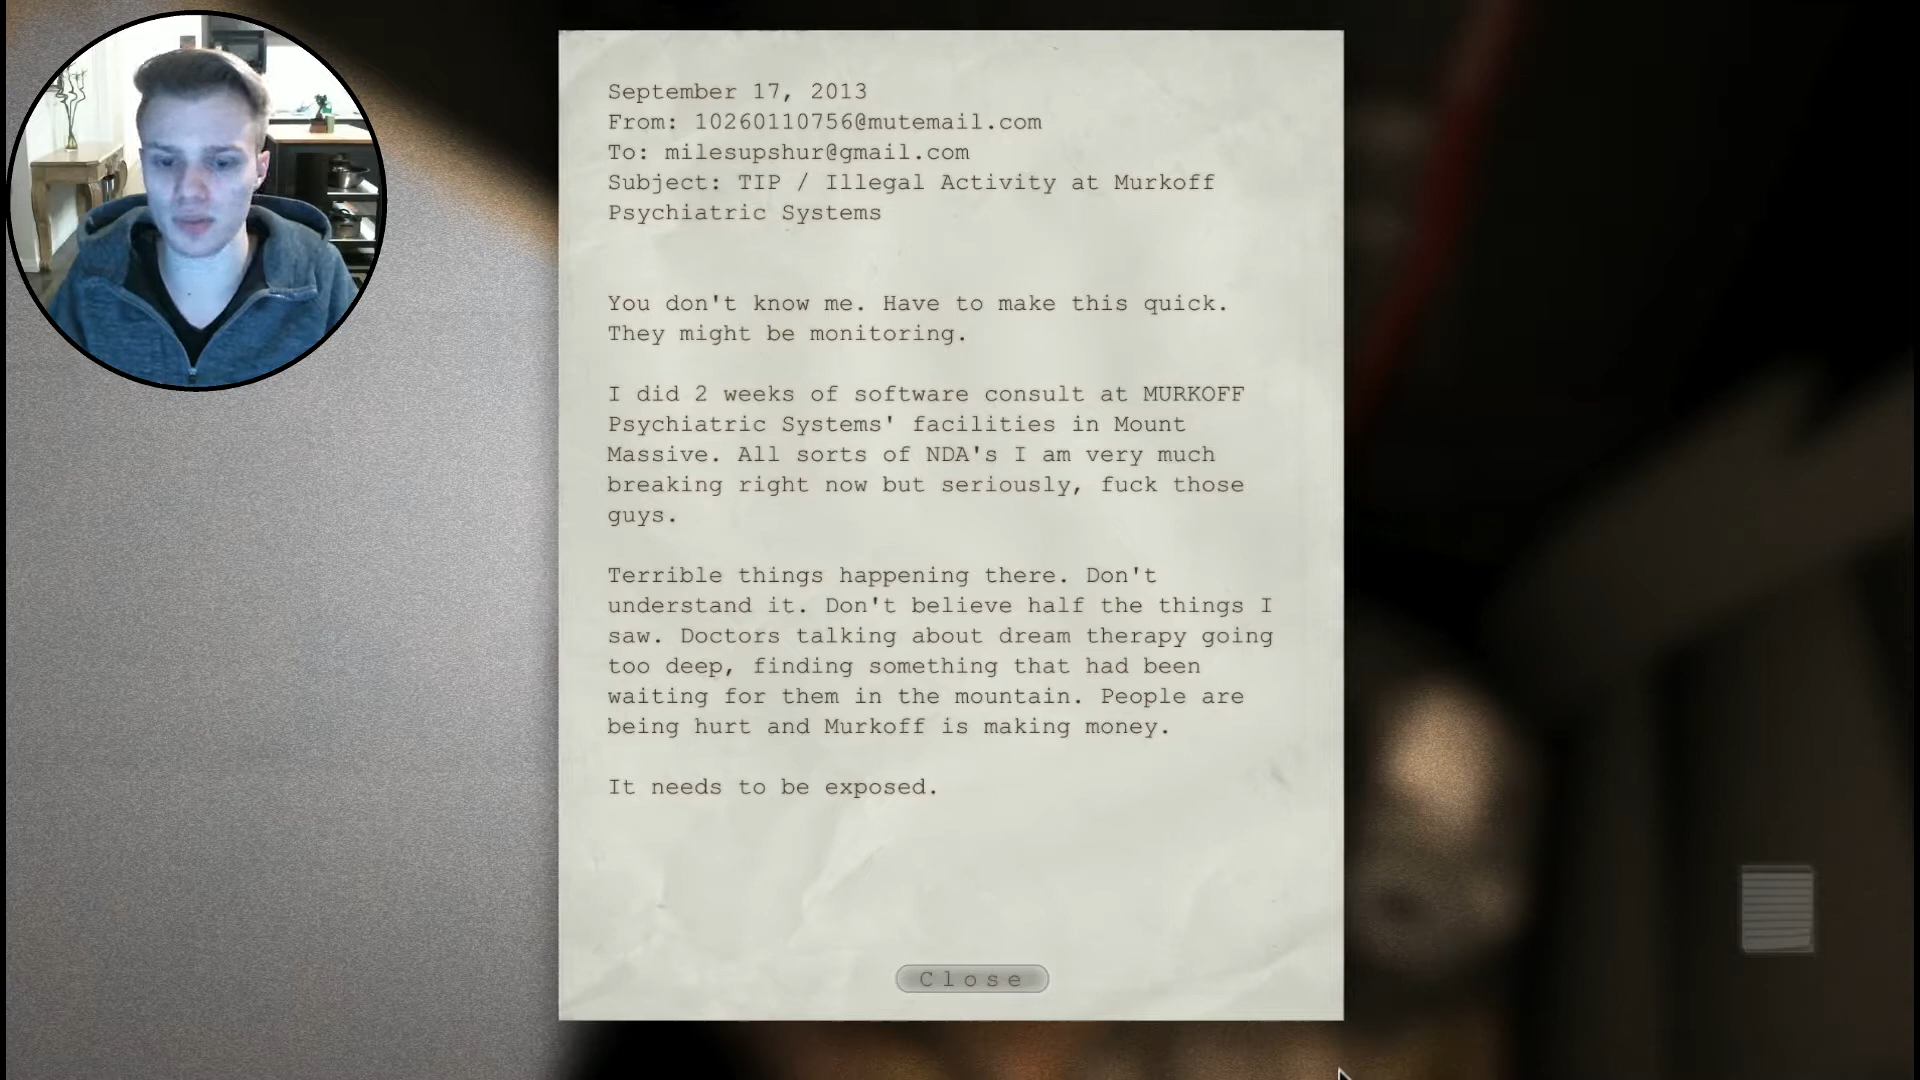 September 17, 2013
From: 10260110756@mutemail.com
To: milesupshur@gmail.com
Subject: TIP / Illegal Activity at Murkoff
Psychiatric Systems
You don't know me. Have to make this quick.
They might be monitoring.
I did 2 weeks of software consult at MURKOFF
Psychiatric Systems' facilities in Mount
Massive. All sorts of NDA's I am very much
breaking right now but seriously, fuck those
guys.
Terrible things happening there. Don't
understand it. Don't believe half the things I
saw. Doctors talking about dream therapy going
too deep, finding something that had been
waiting for them in the mountain. People are
being hurt and Murkoff is making money.
It needs to be exposed.
Close